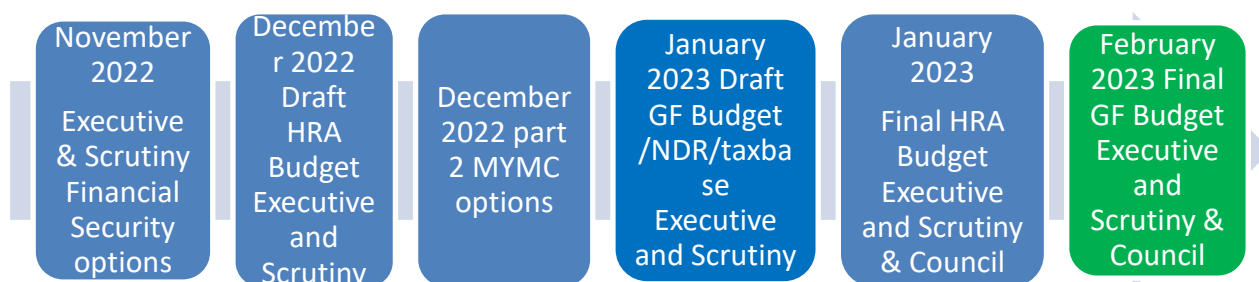 November
2022
Executive
& Scrutiny
Financial
Security
options
Decembe
r 2022
Draft
HRA
Budget
Executive
and
Scrutiny
December
2022 part
2 MYMC
options
January
2023 Draft
GF Budget
/NDR/taxba
se
Executive
and Scrutiny
January
2023
Final HRA
Budget
Executive
and Scrutiny
& Council
February
2023 Final
GF Budget
Executive
and
Scrutiny &
Council